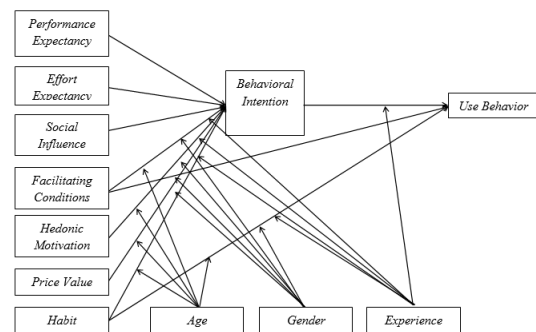 Performance
Expectancy
Effort
Expectancy
Social
Influence
Facilitating
Conditions
Hedonic
Motivation
Price Value
Habit
Behavioral
Intention
Use Behavior
Age
Gender
Experience